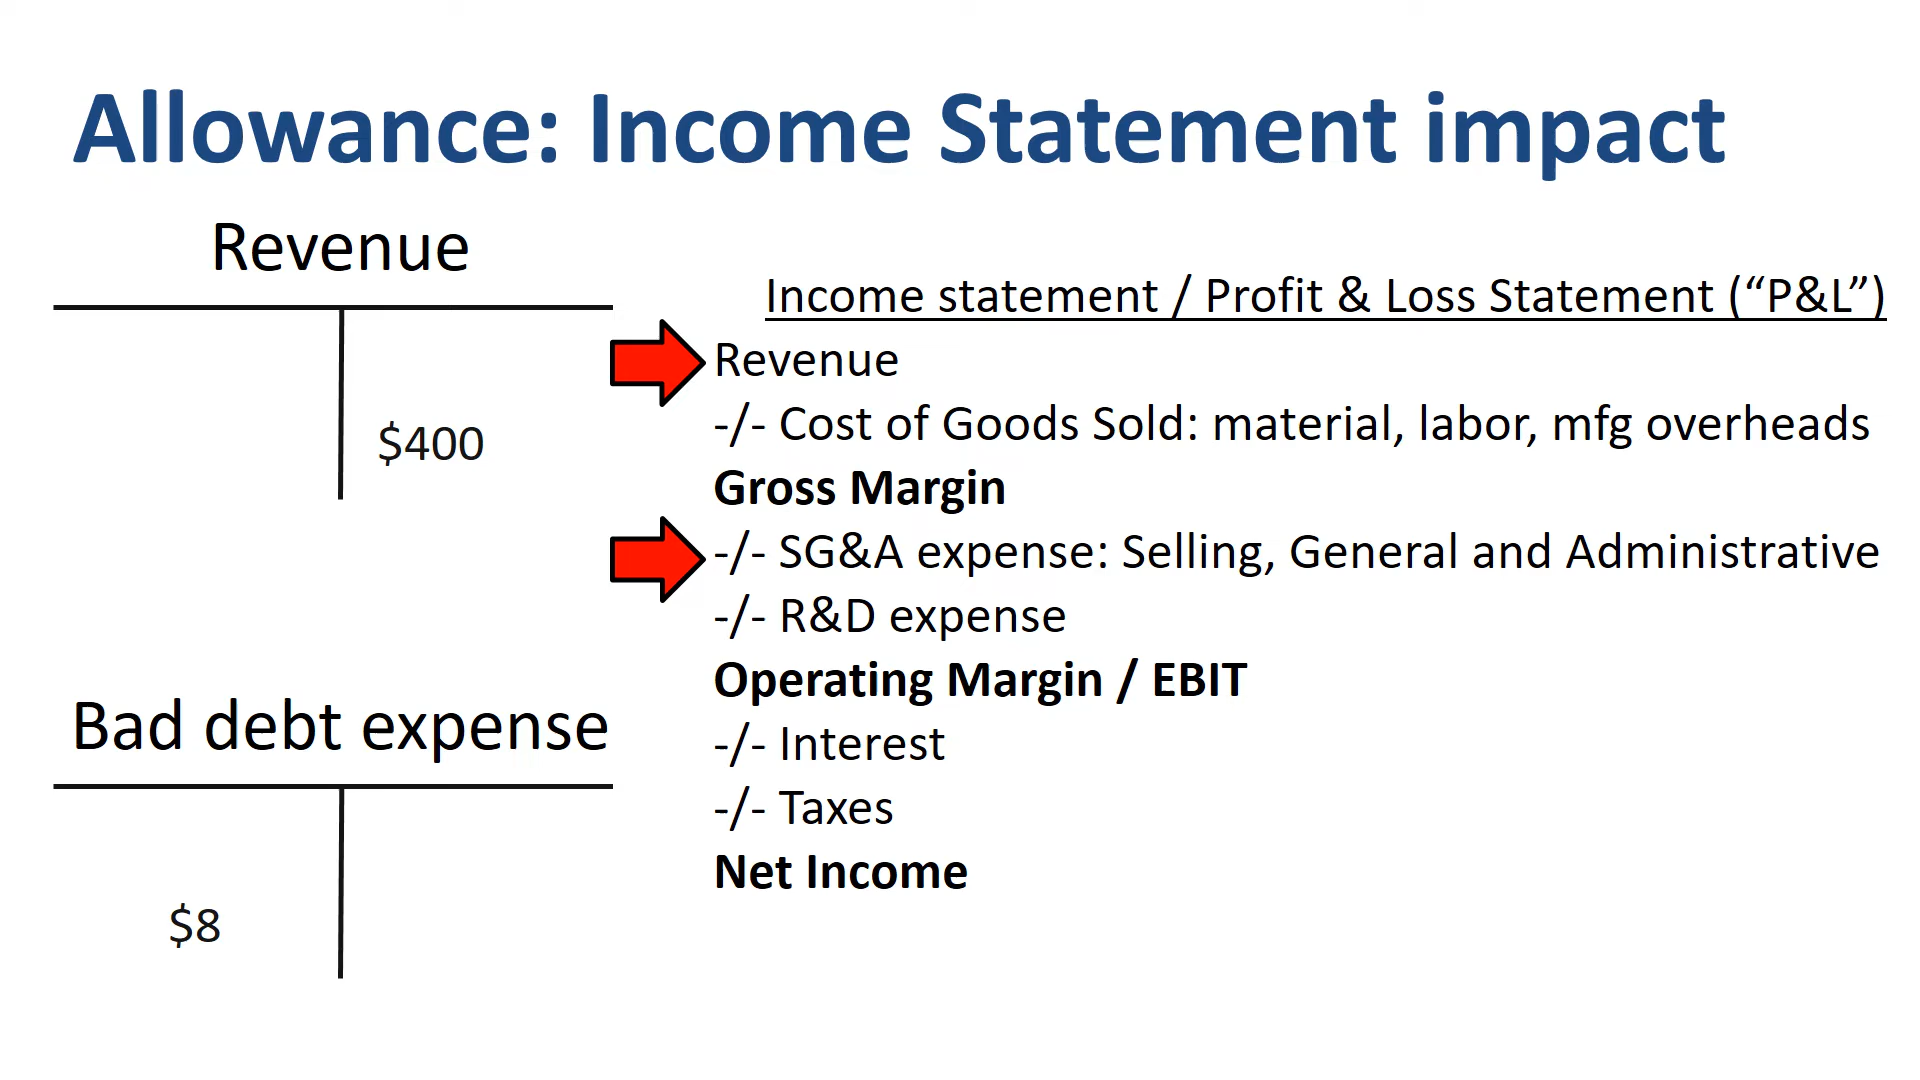 Allowance: Income Statement impact
Revenue
$400
Bad debt expense
$8
Income statement / Profit & Loss Statement (“P&L”)
Revenue
-/- Cost of Goods Sold: material, labor, mfg overheads
Gross Margin
-/- SG&A expense: Selling, General and Administrative
-/- R&D expense
Operating Margin / EBIT
-/- Interest
-/- Taxes
Net Income